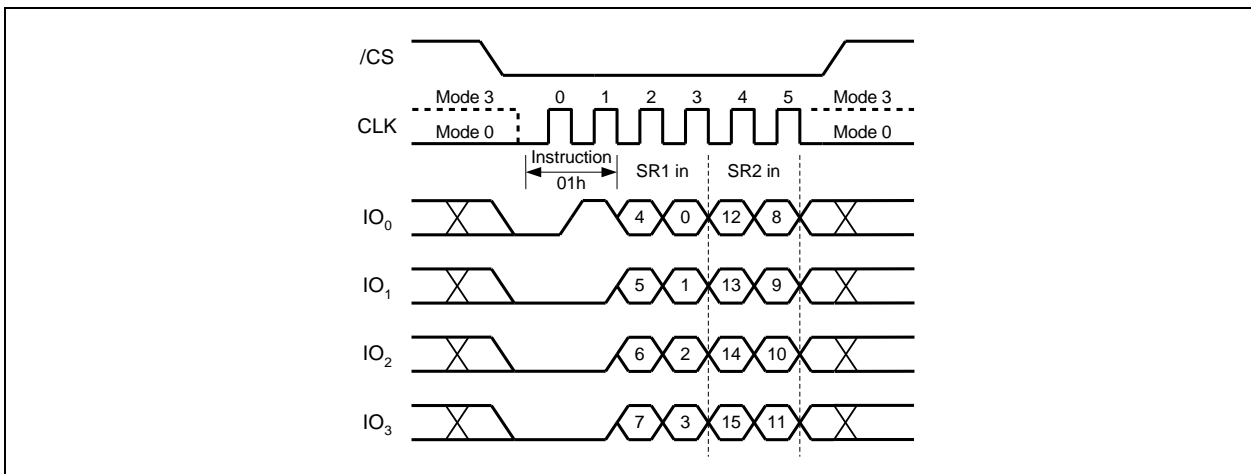 /CS
Mode 3 0 1 2 3 4 5 Mode 3
CLK Mode 0 Mode 0
Instruction SR1 in SR2 in
01h
IO0 4 0 12 8
IO1 5 1 13 9
IO2 6 2 14 10
IO3 7 3 15 11